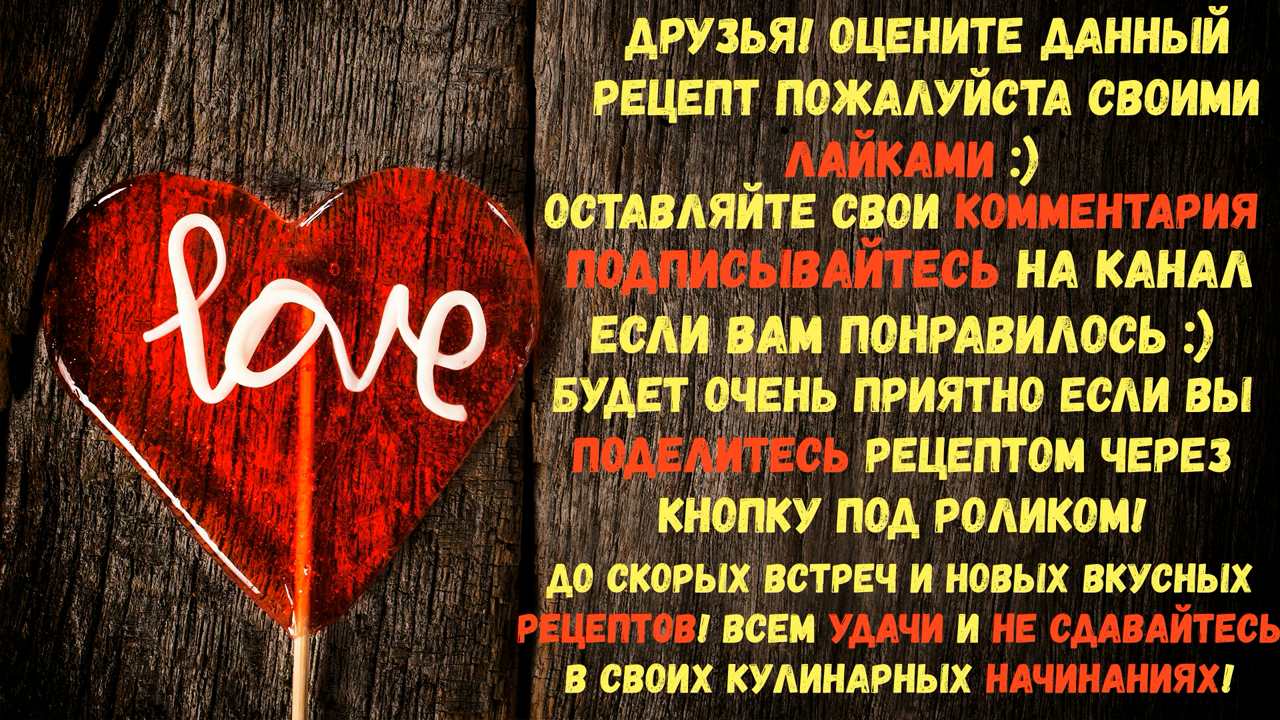 love
ДРУЗЬЯ! ОЦЕНИТЕ ДАННЫЙ
РЕЦЕПТ ПОЖАЛУЙСТА СВОИМИ
ЛАЙКАМИ :)
ОСТАВЛЯЙТЕ СВОИ КОММЕНТАРИЯ
ПОДПИСЫВАЙТЕСЬ НА КАНАЛ
ЕСЛИ ВАМ ПОНРАВИЛОСЬ :)
БУДЕТ ОЧЕНЬ ПРИЯТНО ЕСЛИ ВЫ
ПОДЕЛИТЕСЬ РЕЦЕПТОМ ЧЕРЕЗ
КНОПКУ ПОД РОЛИКОМ!
ДО СКОРЫХ ВСТРЕЧ И НОВЫХ ВКУСНЫХ
РЕЦЕПТОВ! ВСЕМ УДАЧИ И НЕ СДАВАЙТЕСЬ
В СВОИХ КУЛИНАРНЫХ НАЧИНАНИЯХ!